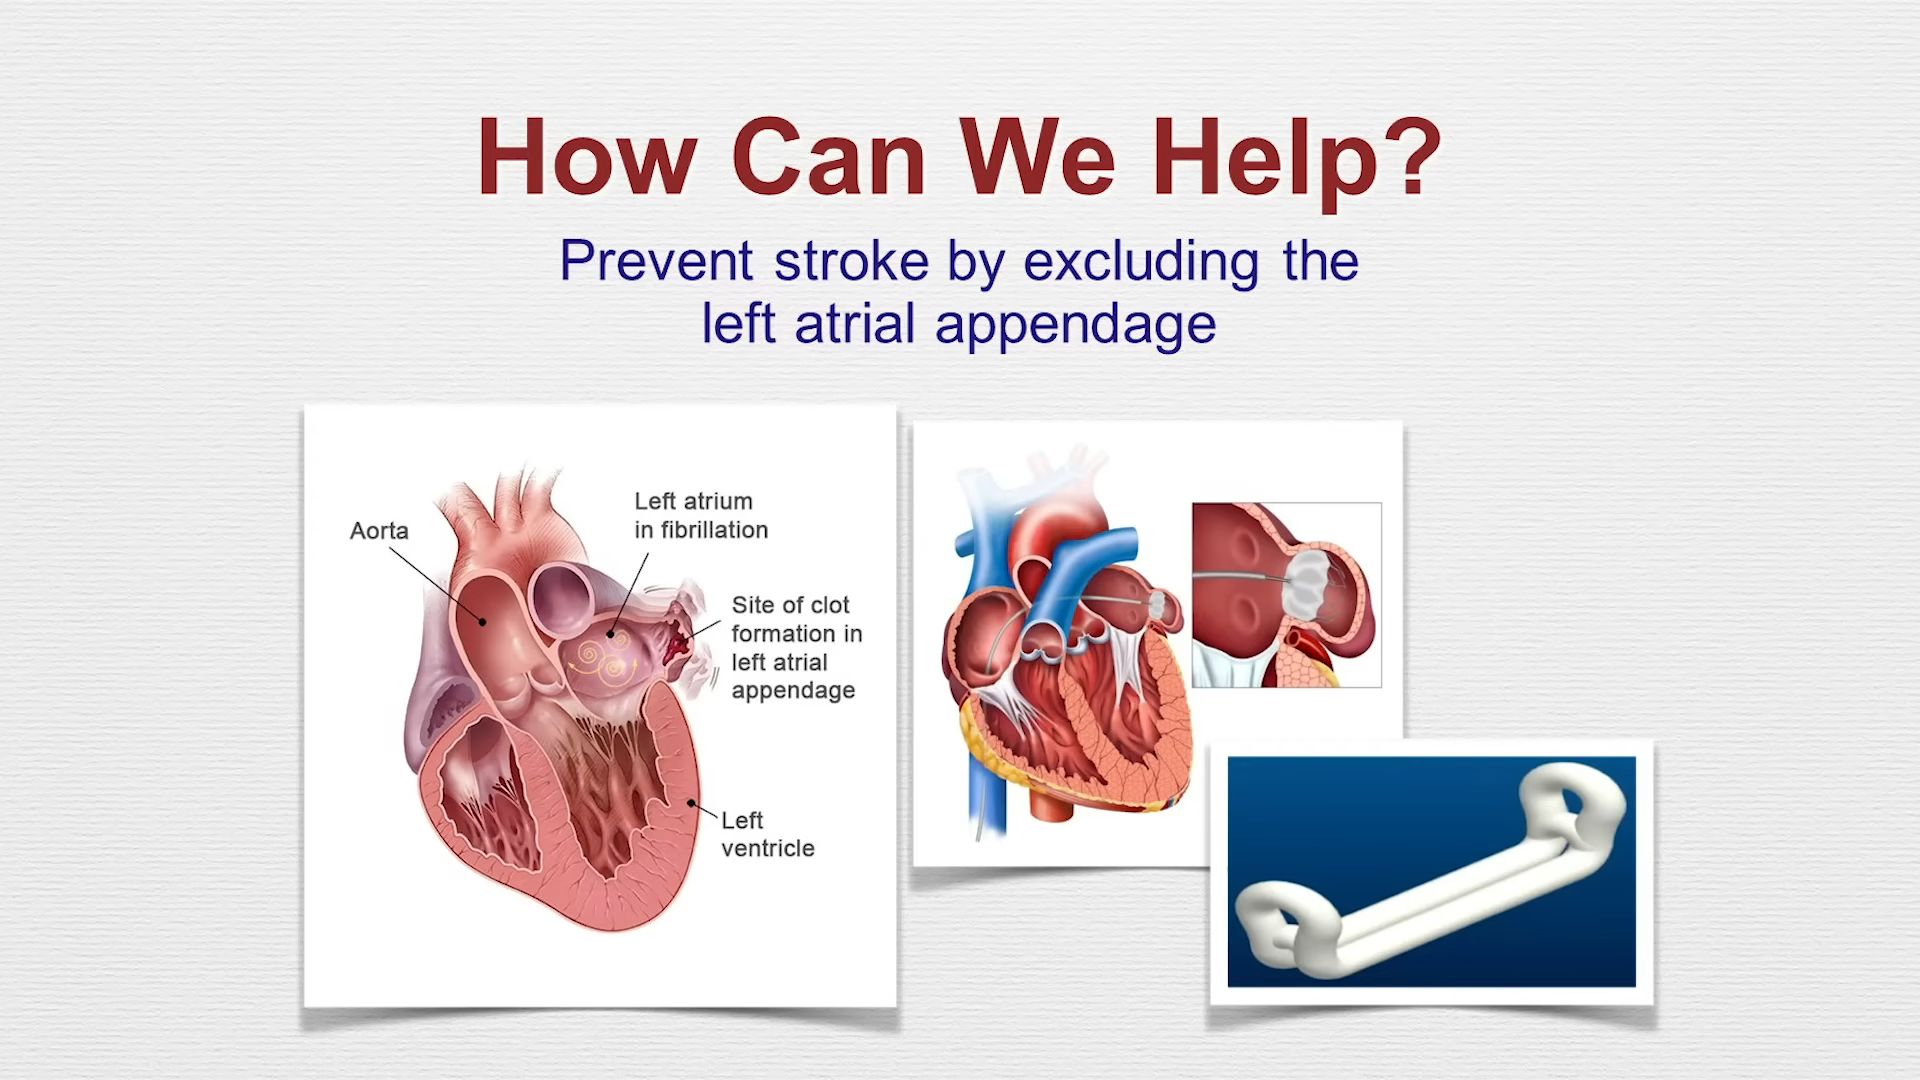 How Can We Help?
Prevent stroke by excluding the
left atrial appendage
Aorta
Left atrium
in fibrillation
Site of clot
formation in
left atrial
appendage
Left
ventricle